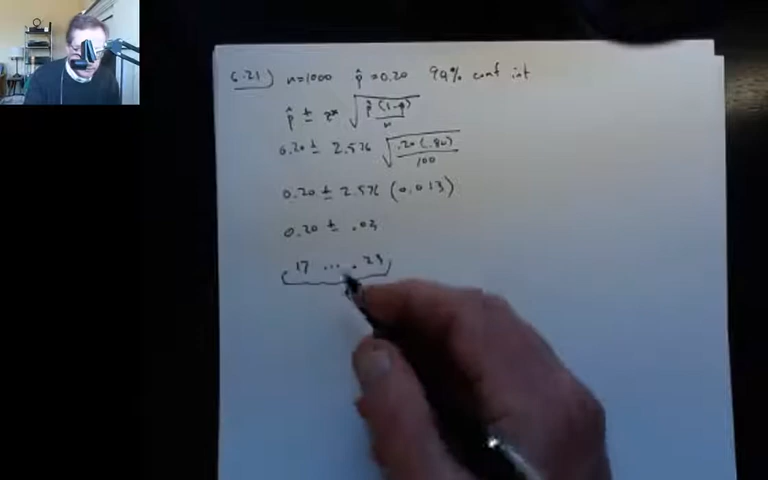 6.21) n=1000 p̂=0.20 99% conf int
p̂ ± z* √(p̂(1-p̂)/n)
0.20 ± 2.576 √(.20(.80)/100)
0.20 ± 2.576 (0.013)
0.20 ± .03
.17 ... .23